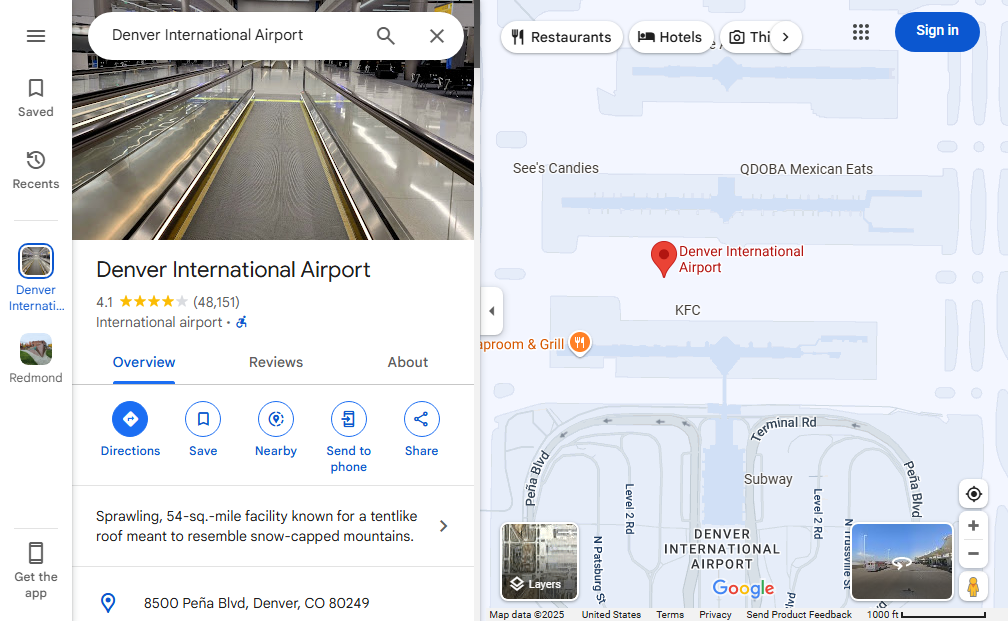 Denver International Airport
Saved
Recents
Denver
Internati...
Redmond
Get the
app
Denver International Airport
4.1
(48,151)
International airport ·
Overview
Reviews
About
Directions
Save
Nearby
Send to
phone
Share
Sprawling, 54-sq.-mile facility known for a tentlike
roof meant to resemble snow-capped mountains.
8500 Peña Blvd, Denver, CO 80249
Restaurants
Hotels
Thi
Sign in
See's Candies
QDOBA Mexican Eats
Denver International
Airport
KFC
aproom & Grill
Terminal Rd
Peña Blvd
Peña Blvd
Subway
Level 2 Rd
Level 2 Rd
N Patsburg St
N Trussville St
DENVER
INTERNATIONAL
AIRPORT
Layers
Google
Map data ©2025
United States
Terms
Privacy
Send Product Feedback
1000 ft